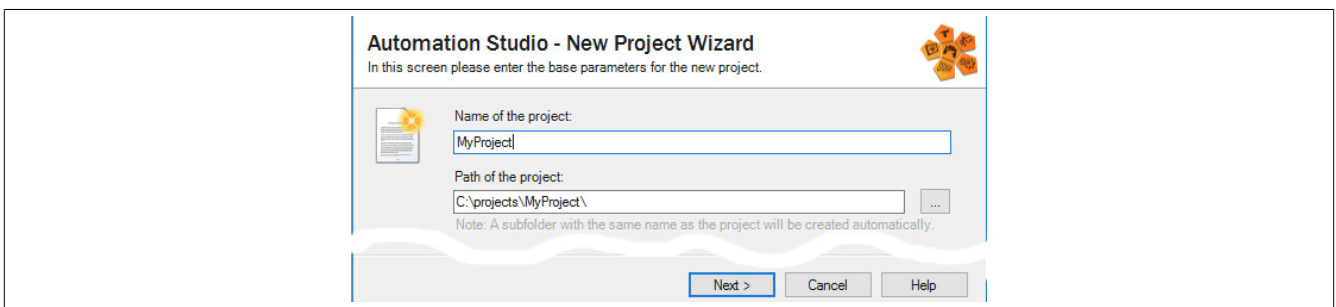 Automation Studio - New Project Wizard
In this screen please enter the base parameters for the new project.
Name of the project:
MyProject
Path of the project:
C:\projects\MyProject\
...
Note: A subfolder with the same name as the project will be created automatically.
Next >
Cancel
Help